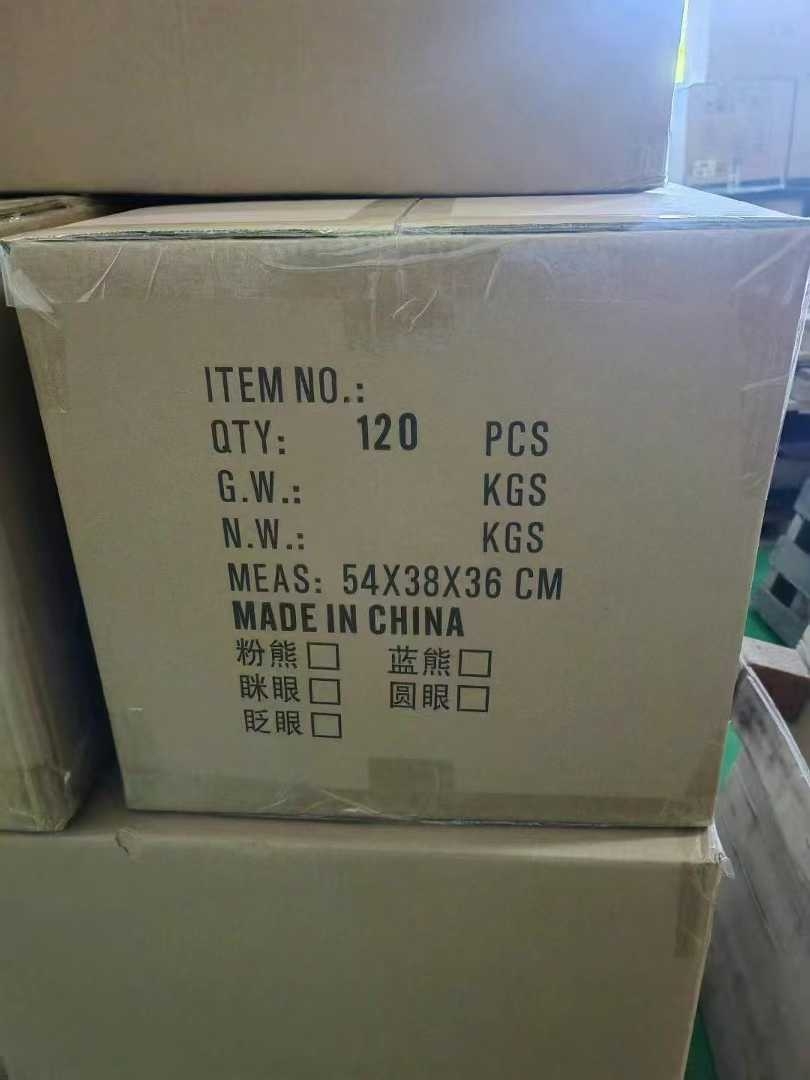 ITEM NO.:
QTY: 120 PCS
G.W.: KGS
N.W.: KGS
MEAS: 54X38X36 CM
MADE IN CHINA
粉熊□ 蓝熊□
眯眼□ 圆眼□
眨眼□